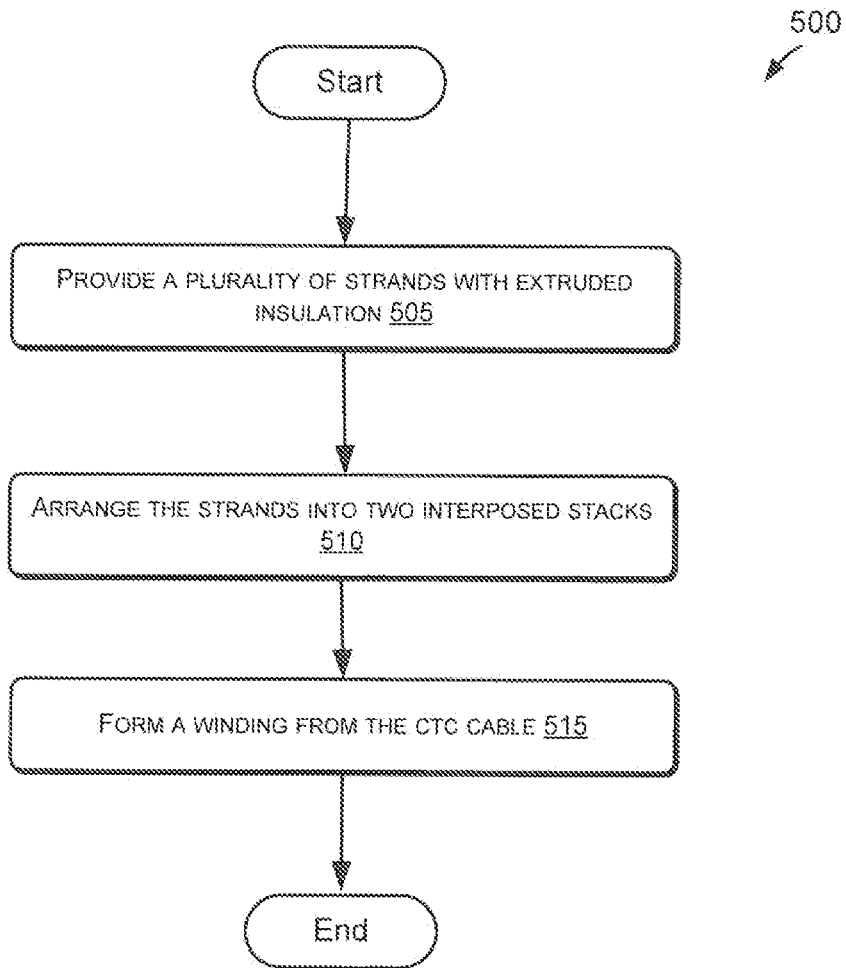 500
Start
PROVIDE A PLURALITY OF STRANDS WITH EXTRUDED
INSULATION 505
ARRANGE THE STRANDS INTO TWO INTERPOSED STACKS
510
FORM A WINDING FROM THE CTC CABLE 515
End